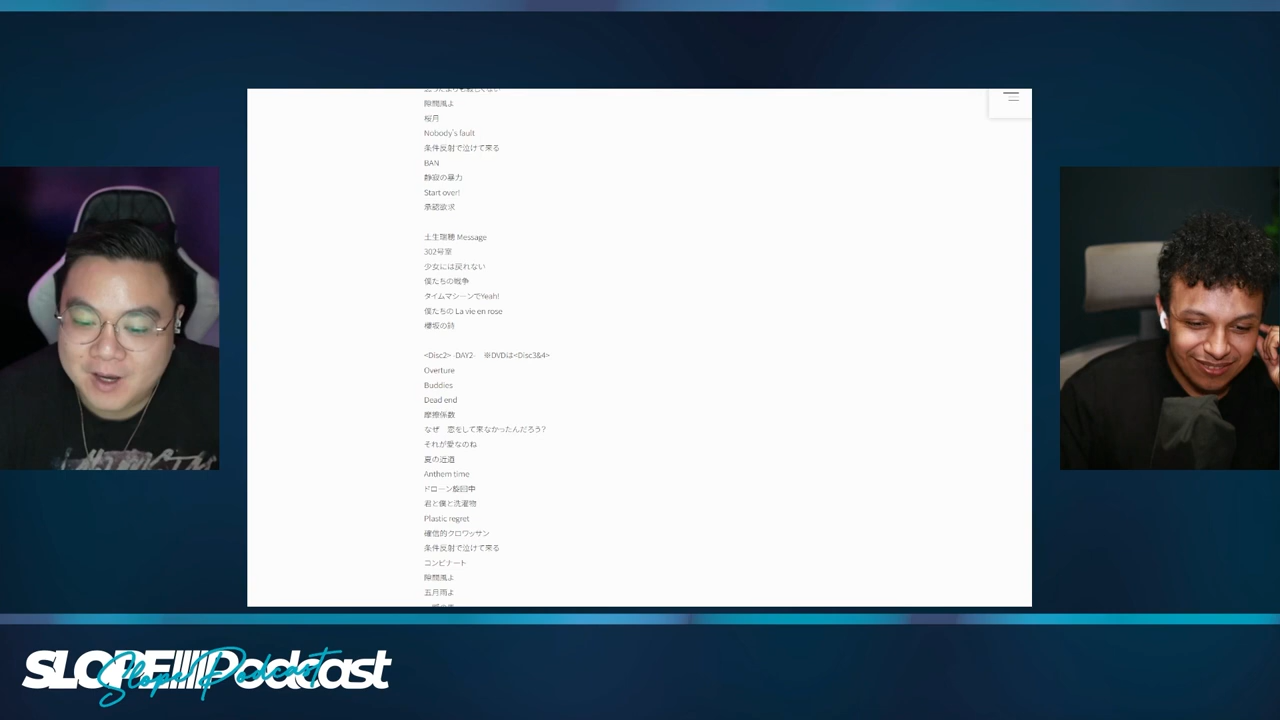 隙間風よ
桜月
Nobody's fault
条件反射で泣けて来る
BAN
静寂の暴力
Start over!
承認欲求
土生瑞穂 Message
302号室
少女には戻れない
僕たちの戦争
タイムマシーンでYeah!
僕たちの La vie en rose
櫻坂の詩
<Disc2> -DAY2- ※DVDは<Disc3&4>
Overture
Buddies
Dead end
摩擦係数
なぜ 恋をして来なかったんだろう?
それが愛なのね
夏の近道
Anthem time
ドローン旋回中
君と僕と洗濯物
Plastic regret
確信的クロワッサン
条件反射で泣けて来る
コンビナート
隙間風よ
五月雨よ
SLOPE Podcast
Slope Podcast